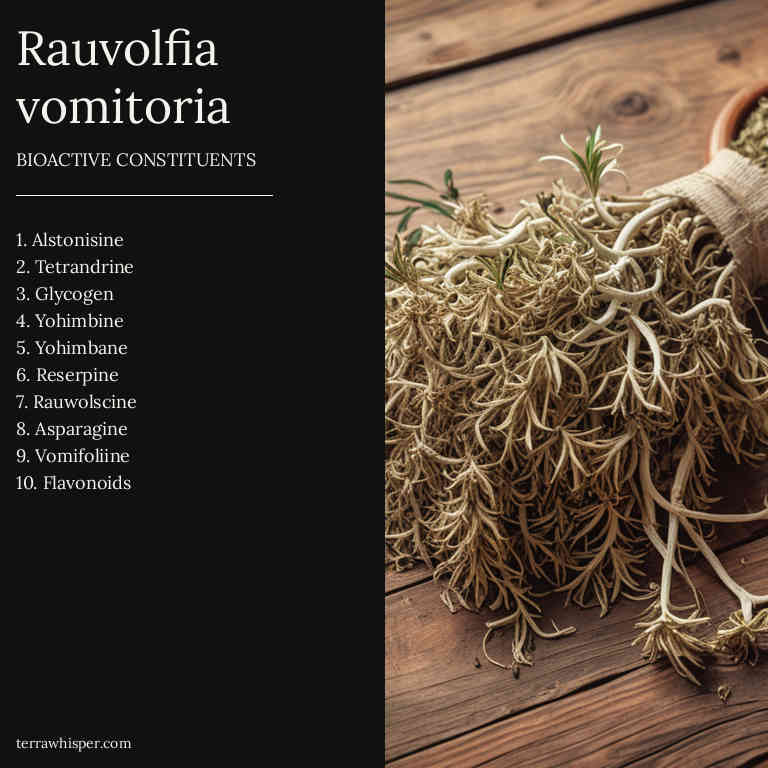 Rauvolfia
vomitoria
BIOACTIVE CONSTITUENTS
1. Alstonisine
2. Tetrandrine
3. Glycogen
4. Yohimbine
5. Yohimbane
6. Reserpine
7. Rauwolscine
8. Asparagine
9. Vomifoliine
10. Flavonoids
terrawhisper.com